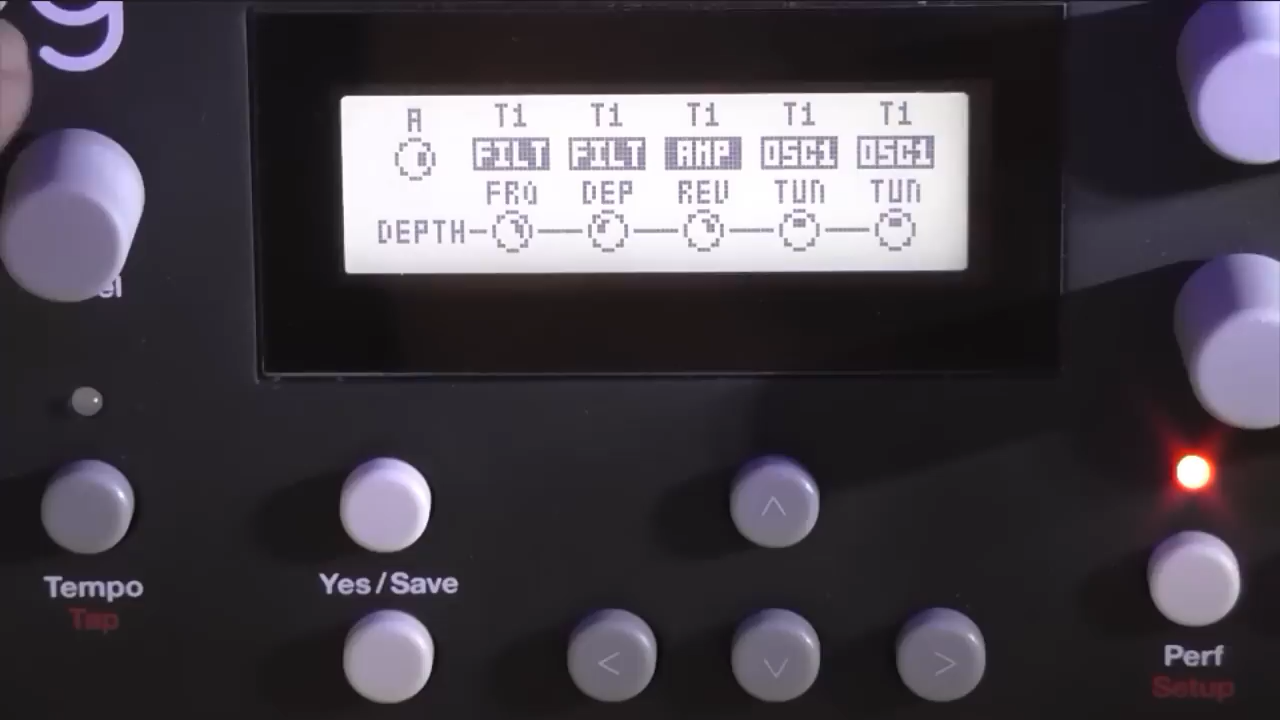 A T1 T1 T1 T1 T1
FILT FILT AMP OSC1 OSC1
FRQ DEP REV TUN TUN
DEPTH
Tempo
Tap
Yes/Save
<
>
Perf
Setup